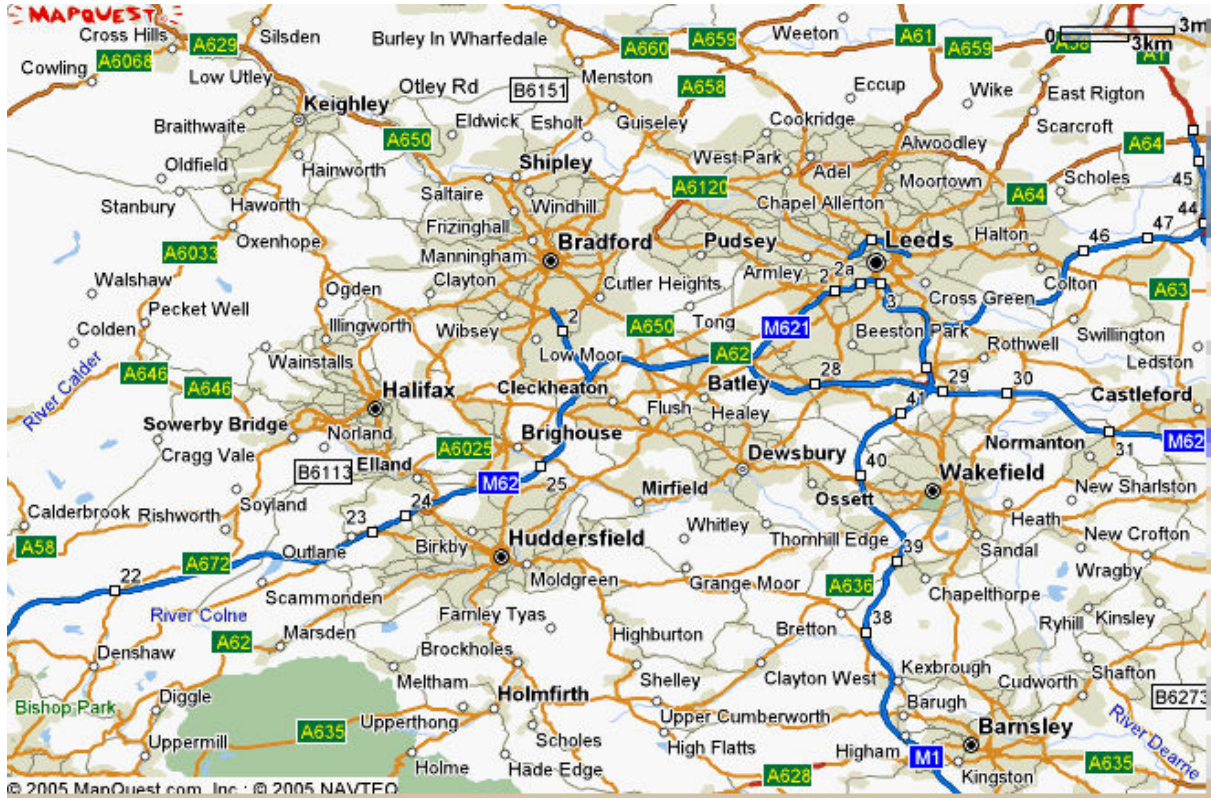 MAPQUEST
Cross Hills
A629
Silsden
Burley In Wharfedale
A660
A659
Weeton
A61
A659
0
3m
3km
A58
A1
Cowling
A6068
Low Utley
Menston
A658
Eccup
Wike
East Rigton
Keighley
Otley Rd
B6151
Braithwaite
A650
Eldwick
Esholt
Guiseley
Cookridge
Scarcroft
Oldfield
Hainworth
Shipley
West Park
Adel
Alwoodley
A64
Stanbury
Haworth
Saltaire
Windhill
A6120
Moortown
A64
Scholes
45
Oxenhope
Frizinghall
Chapel Allerton
44
A6033
Manningham
Bradford
Pudsey
Leeds
Halton
46
47
Walshaw
Clayton
Cutler Heights
Armley
2
2a
Colton
A63
Pecket Well
Ogden
3
Cross Green
Colden
Illingworth
Wibsey
2
A650
Tong
M621
Beeston Park
Swillington
River Calder
Wainstalls
Low Moor
A62
Rothwell
Ledston
A646
A646
Halifax
Cleckheaton
Batley
28
29
30
Castleford
Sowerby Bridge
Norland
Flush
Healey
41
Cragg Vale
A6025
Brighouse
Normanton
M62
B6113
Elland
Dewsbury
31
M62
25
40
Wakefield
Soyland
24
Mirfield
Ossett
New Sharlston
Calderbrook
Rishworth
23
Whitley
Heath
A58
Outlane
Birkby
Huddersfield
Thornhill Edge
39
Sandal
New Crofton
22
A672
Moldgreen
Grange Moor
A636
Wragby
Scammonden
Chapelthorpe
River Colne
Farnley Tyas
Highburton
Bretton
38
Ryhill
Kinsley
A62
Marsden
Denshaw
Brockholes
Kexbrough
Shafton
Meltham
Shelley
Clayton West
Cudworth
B6273
Diggle
Holmfirth
Bishop Park
Upperthong
Upper Cumberworth
Barugh
Barnsley
River Dearne
Uppermill
A635
Scholes
High Flatts
Higham
M1
A635
Holme
Hade Edge
A628
Kingston
© 2005 MapQuest.com, Inc.; © 2005 NAVTEQ